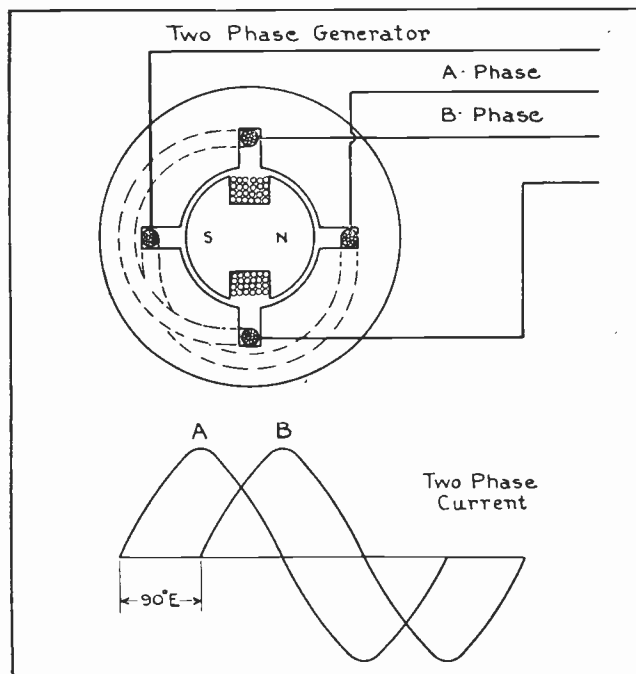 Two Phase Generator
A· Phase
B· Phase
S N
A B
Two Phase
Current
90°E